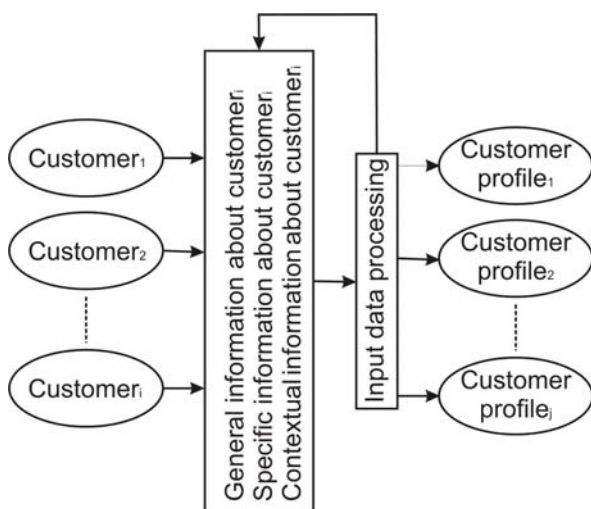 Customer₁
Customer₂
Customerᵢ
General information about customerᵢ
Specific information about customerᵢ
Contextual information about customerᵢ
Input data processing
Customer
profile₁
Customer
profile₂
Customer
profileⱼ